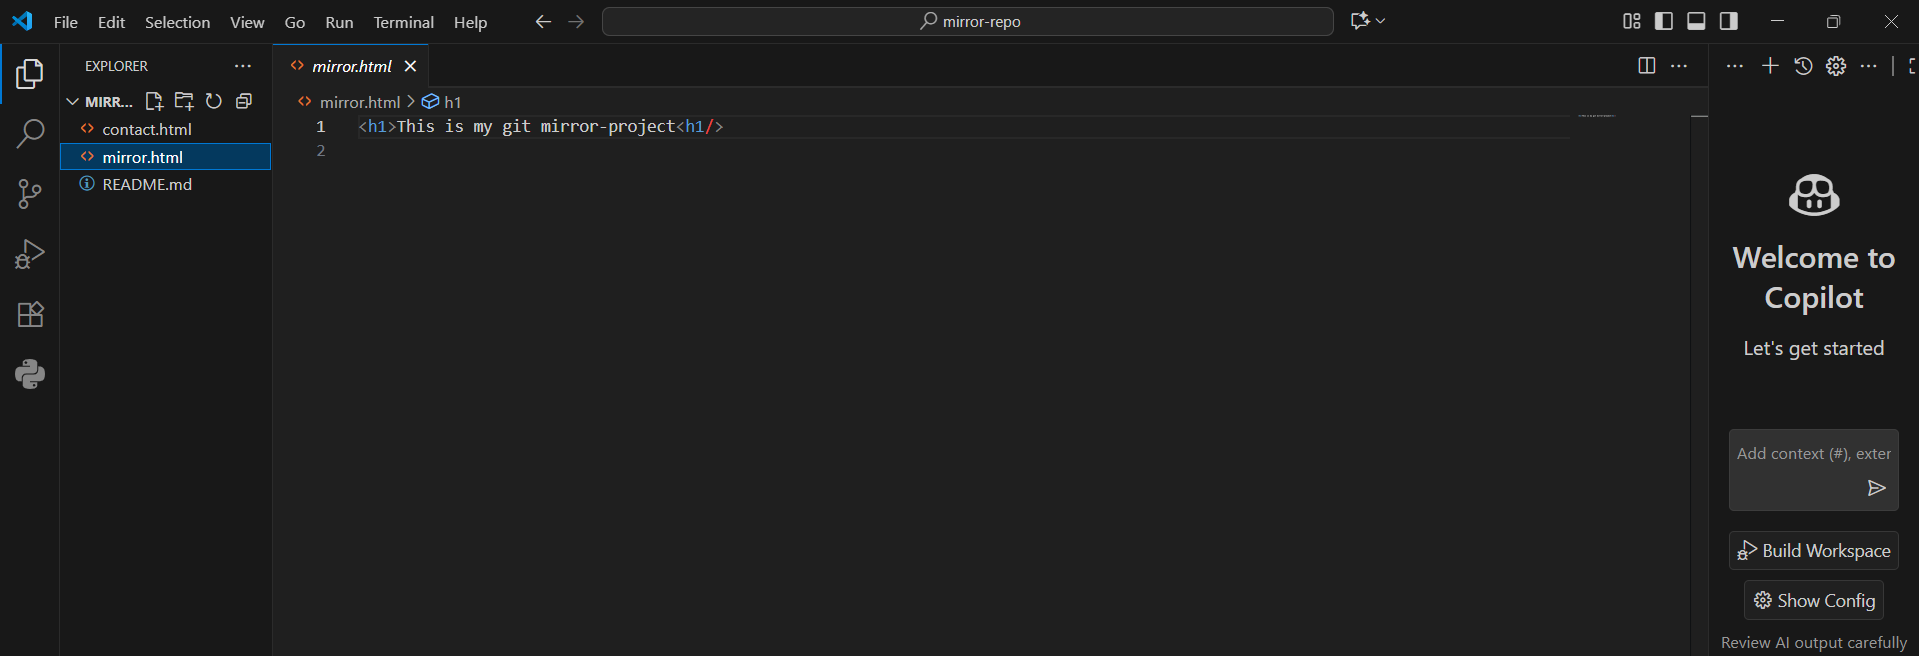 File Edit Selection View Go Run Terminal Help
mirror-repo
EXPLORER
MIRR...
contact.html
mirror.html
README.md
mirror.html
mirror.html > h1
1 <h1>This is my git mirror-project<h1/>
2
Welcome to
Copilot
Let's get started
Add context (#), exter
Build Workspace
Show Config
Review AI output carefully